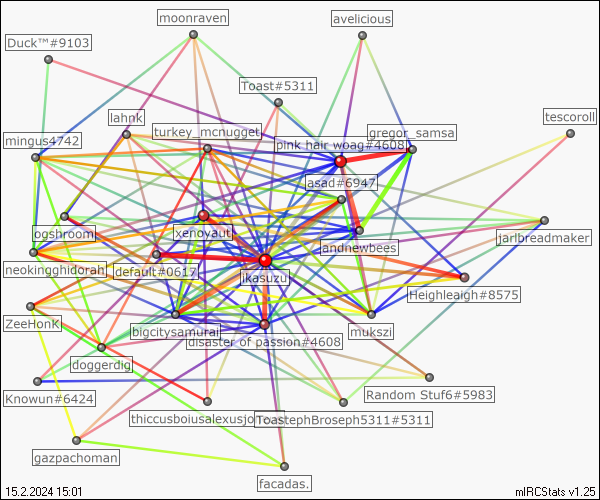 moonraven
avelicious
Duck™#9103
Toast#5311
lahnk
tescoroll
turkey_mcnugget
gregor_samsa
mingus4742
pink hair woag#4608
asad#6947
ogshroom
xenoyaut
andnewbees
jarlbreadmaker
neokingghidorah
default#0617
ikasuzu
Heighleaigh#8575
ZeeHonK
bigcitysamurai
mukszi
disaster of passion#4608
doggerdig
Knowun#6424
Random Stuf6#5983
thiccusboiusalexusjo
ToastephBroseph5311#5311
gazpachoman
facadas.
15.2.2024 15:01
mIRCStats v1.25